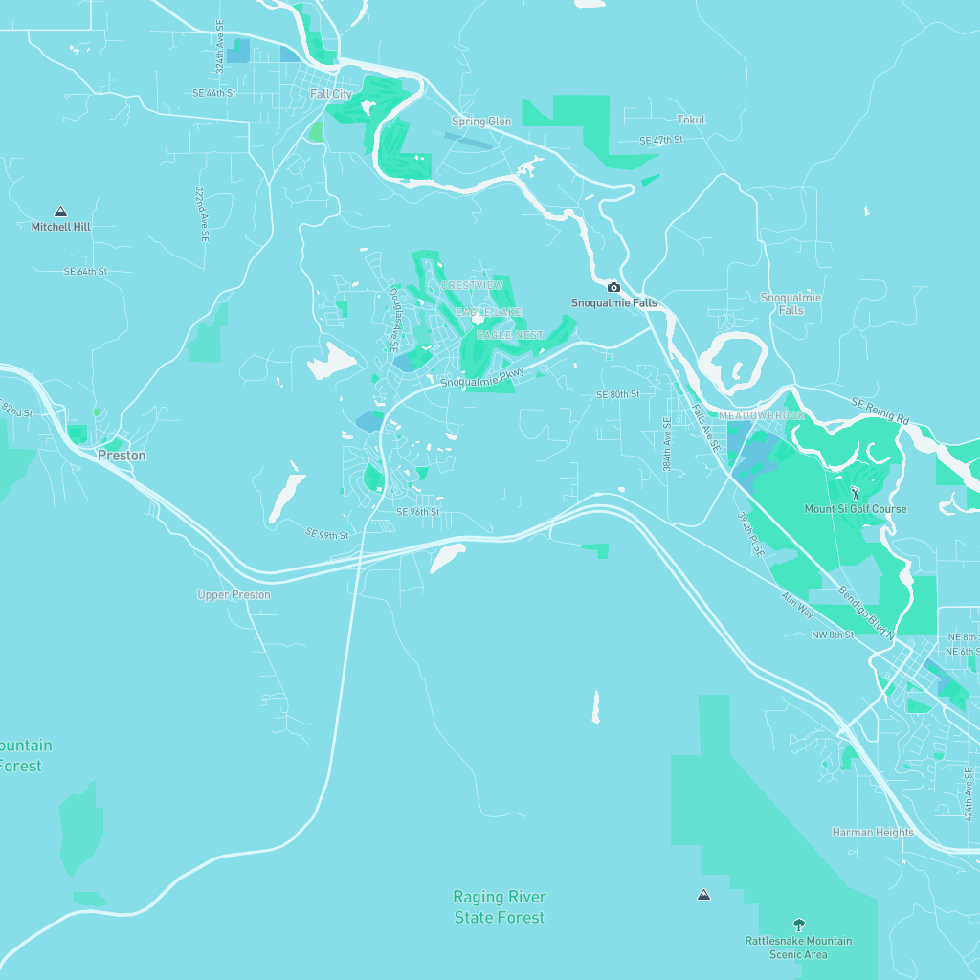 324th Ave SE
SE 44th S
Fall City
Spring Glen
Tokul
SE 47th St
322nd Ave SE
Mitchell Hill
SE 64th St
CRESTVIEW
EAGLE LAKE
EAGLE NEST
Douglas Ave SE
Snoqualmie Falls
Snoqualmie
Falls
Snoqualmie Pkwy
SE 80th St
SE 82nd St
Falls Ave SE
MEADOWBROOK
SE Reinig Rd
384th Ave SE
Preston
Mount Si Golf Course
SE 96th St
SE 99th St
394th Pl SE
Upper Preston
Alm Way
Bendigo Blvd N
NW 8th St
NE 8th S
NE 6th S
ountain
Forest
424th Ave SE
Harman Heights
Raging River
State Forest
Rattlesnake Mountain
Scenic Area